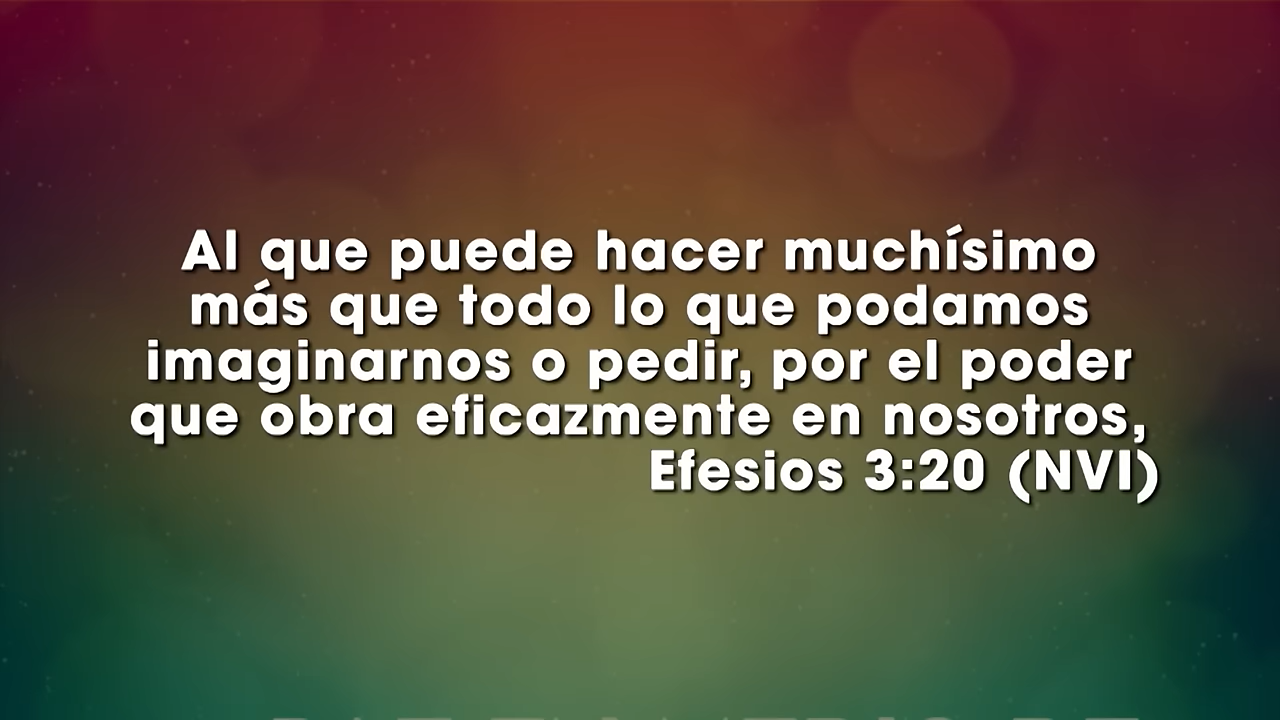 Al que puede hacer muchísimo
más que todo lo que podamos
imaginarnos o pedir, por el poder
que obra eficazmente en nosotros,
Efesios 3:20 (NVI)